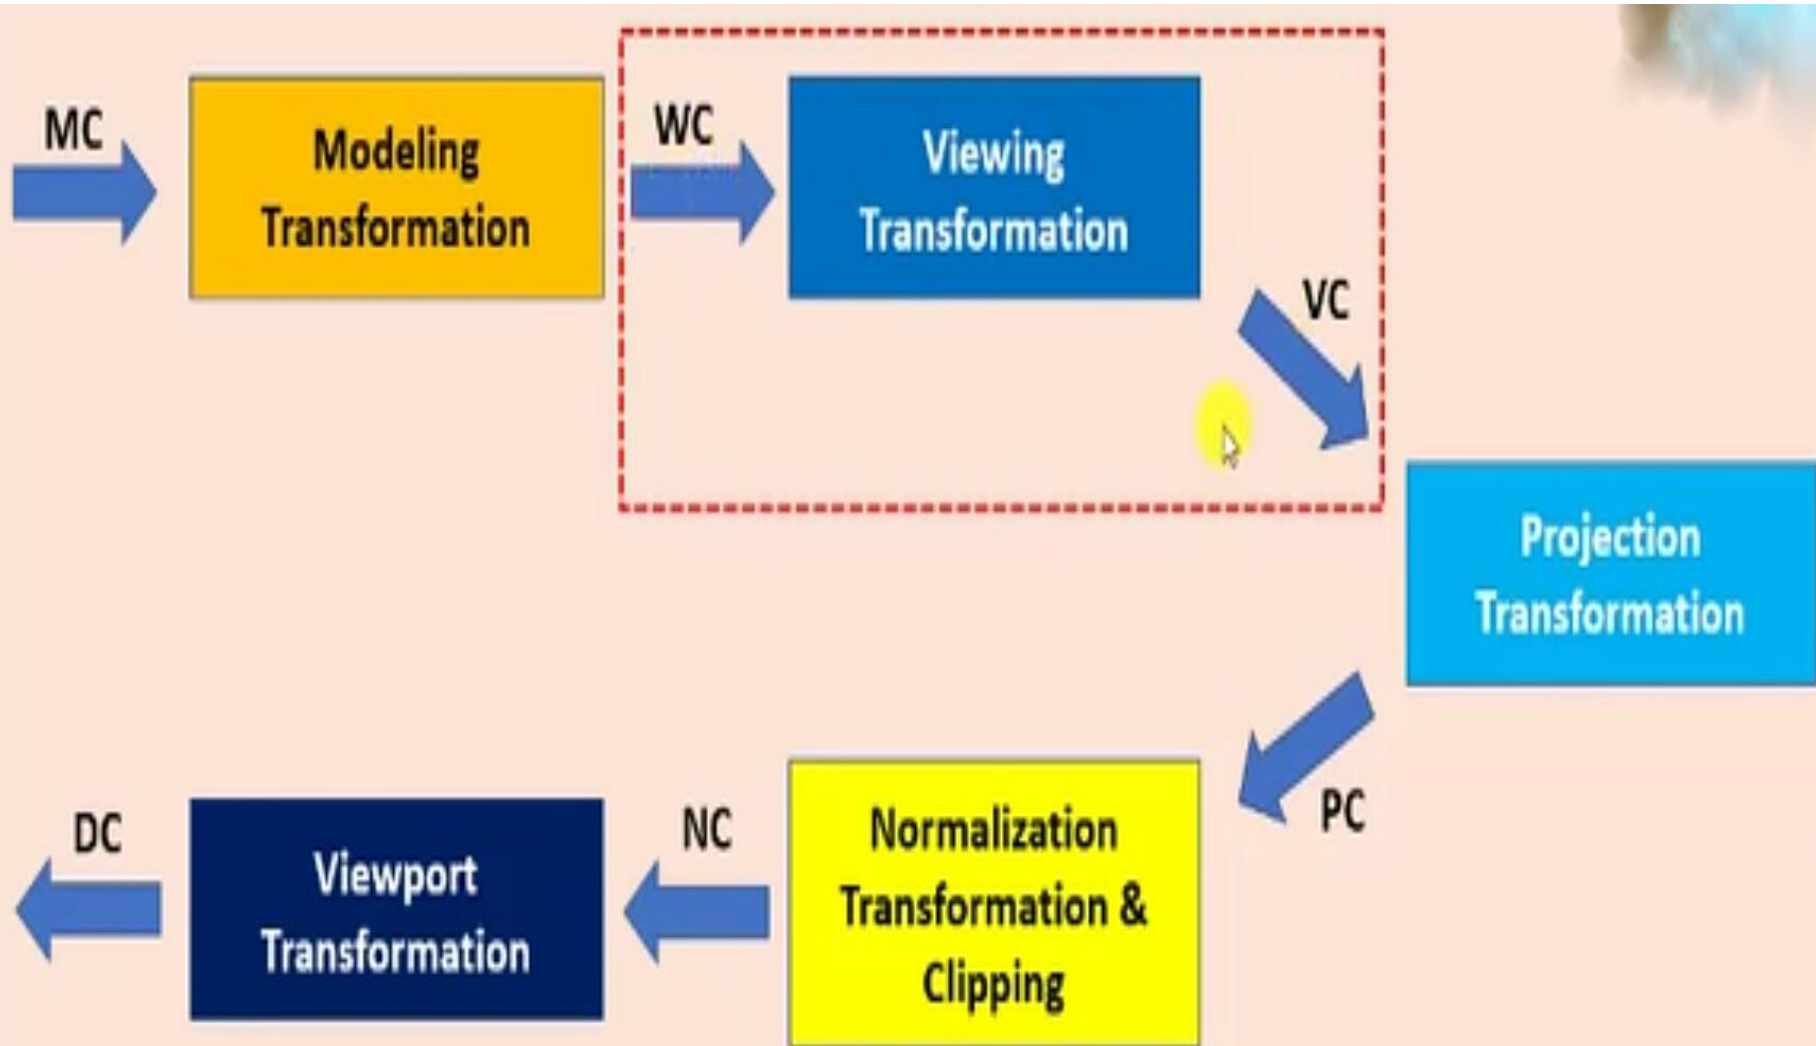 MC
Modeling
Transformation
WC
Viewing
Transformation
VC
Projection
Transformation
PC
Normalization
Transformation &
Clipping
NC
Viewport
Transformation
DC